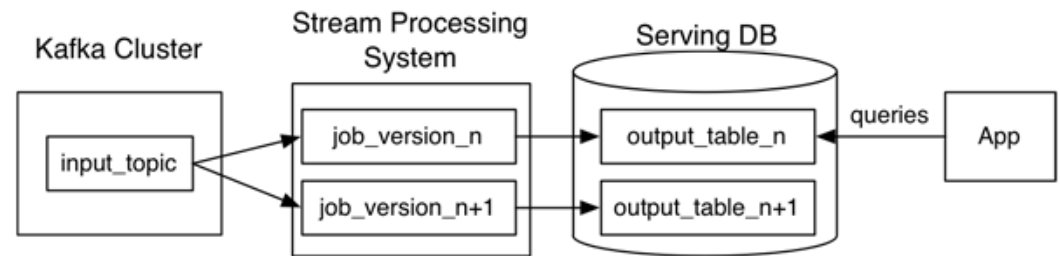 Kafka Cluster
Stream Processing
System
Serving DB
input_topic
job_version_n
job_version_n+1
output_table_n
output_table_n+1
queries
App